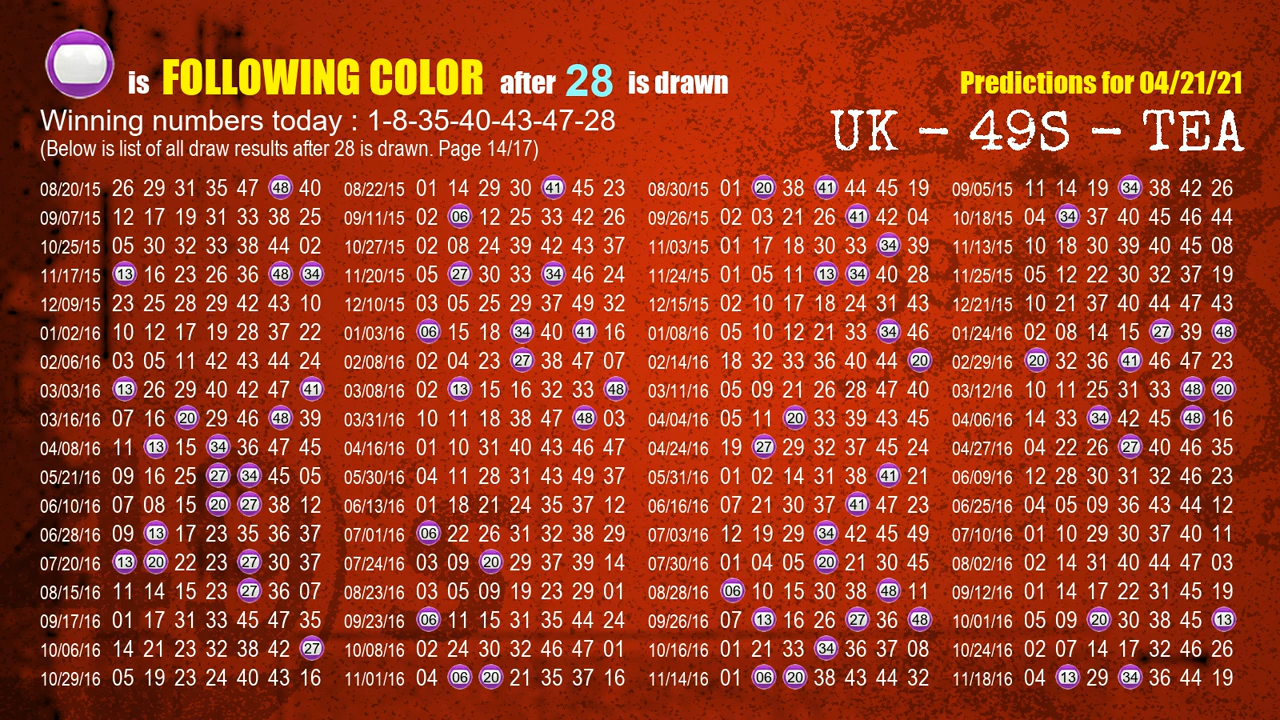 is FOLLOWING COLOR after 28 is drawn
Predictions for 04/21/21
Winning numbers today : 1-8-35-40-43-47-28
UK - 49S - TEA
(Below is list of all draw results after 28 is drawn. Page 14/17)
08/20/15 26 29 31 35 47 48 40 08/22/15 01 14 29 30 41 45 23 08/30/15 01 20 38 41 44 45 19 09/05/15 11 14 19 34 38 42 26
09/07/15 12 17 19 31 33 38 25 09/11/15 02 06 12 25 33 42 26 09/26/15 02 03 21 26 41 42 04 10/18/15 04 34 37 40 45 46 44
10/25/15 05 30 32 33 38 44 02 10/27/15 02 08 24 39 42 43 37 11/03/15 01 17 18 30 33 34 39 11/13/15 10 18 30 39 40 45 08
11/17/15 13 16 23 26 36 48 34 11/20/15 05 27 30 33 34 46 24 11/24/15 01 05 11 13 34 40 28 11/25/15 05 12 22 30 32 37 19
12/09/15 23 25 28 29 42 43 10 12/10/15 03 05 25 29 37 49 32 12/15/15 02 10 17 18 24 31 43 12/21/15 10 21 37 40 44 47 43
01/02/16 10 12 17 19 28 37 22 01/03/16 06 15 18 34 40 41 16 01/08/16 05 10 12 21 33 34 46 01/24/16 02 08 14 15 27 39 48
02/06/16 03 05 11 42 43 44 24 02/08/16 02 04 23 27 38 47 07 02/14/16 18 32 33 36 40 44 20 02/29/16 20 32 36 41 46 47 23
03/03/16 13 26 29 40 42 47 41 03/08/16 02 13 15 16 32 33 48 03/11/16 05 09 21 26 28 47 40 03/12/16 10 11 25 31 33 48 20
03/16/16 07 16 20 29 46 48 39 03/31/16 10 11 18 38 47 48 03 04/04/16 05 11 20 33 39 43 45 04/06/16 14 33 34 42 45 48 16
04/08/16 11 13 15 34 36 47 45 04/16/16 01 10 31 40 43 46 47 04/24/16 19 27 29 32 37 45 24 04/27/16 04 22 26 27 40 46 35
05/21/16 09 16 25 27 34 45 05 05/30/16 04 11 28 31 43 49 37 05/31/16 01 02 14 31 38 41 21 06/09/16 12 28 30 31 32 46 23
06/10/16 07 08 15 20 27 38 12 06/13/16 01 18 21 24 35 37 12 06/16/16 07 21 30 37 41 47 23 06/25/16 04 05 09 36 43 44 12
06/28/16 09 13 17 23 35 36 37 07/01/16 06 22 26 31 32 38 29 07/03/16 12 19 29 34 42 45 49 07/10/16 01 10 29 30 37 40 11
07/20/16 13 20 22 23 27 30 37 07/24/16 03 09 20 29 37 39 14 07/30/16 01 04 05 20 21 30 45 08/02/16 02 14 31 40 44 47 03
08/15/16 11 14 15 23 27 36 07 08/23/16 03 05 09 19 23 29 01 08/28/16 06 10 15 30 38 48 11 09/12/16 01 14 17 22 31 45 19
09/17/16 01 17 31 33 45 47 35 09/23/16 06 11 15 31 35 44 24 09/26/16 07 13 16 26 27 36 48 10/01/16 05 09 20 30 38 45 13
10/06/16 14 21 23 32 38 42 27 10/08/16 02 24 30 32 46 47 01 10/16/16 01 21 33 34 36 37 08 10/24/16 02 07 14 17 32 46 26
10/29/16 05 19 23 24 40 43 16 11/01/16 04 06 20 21 35 37 16 11/14/16 01 06 20 38 43 44 32 11/18/16 04 13 29 34 36 44 19